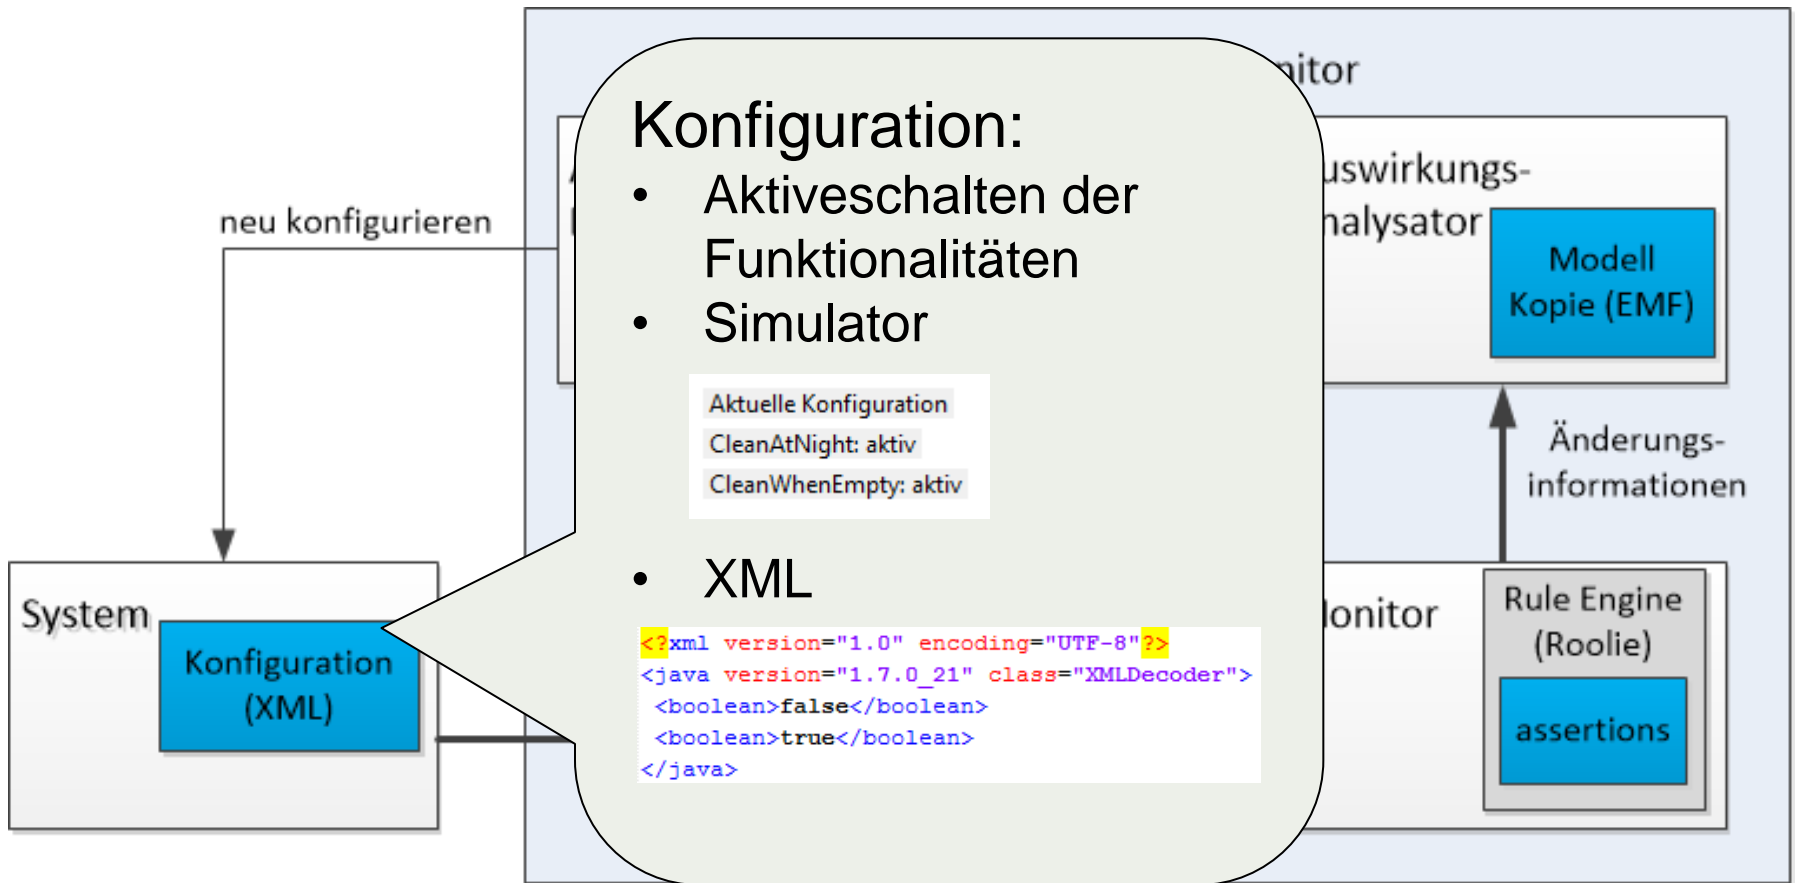 nitor
Konfiguration:
• Aktiveschalten der
Funktionalitäten
• Simulator
Aktuelle Konfiguration
CleanAtNight: aktiv
CleanWhenEmpty: aktiv
• XML
<?xml version="1.0" encoding="UTF-8"?>
<java version="1.7.0_21" class="XMLDecoder">
<boolean>false</boolean>
<boolean>true</boolean>
</java>
neu konfigurieren
uswirkungs-
nalysator
Modell
Kopie (EMF)
Änderungs-
informationen
System
Konfiguration
(XML)
onitor
Rule Engine
(Roolie)
assertions